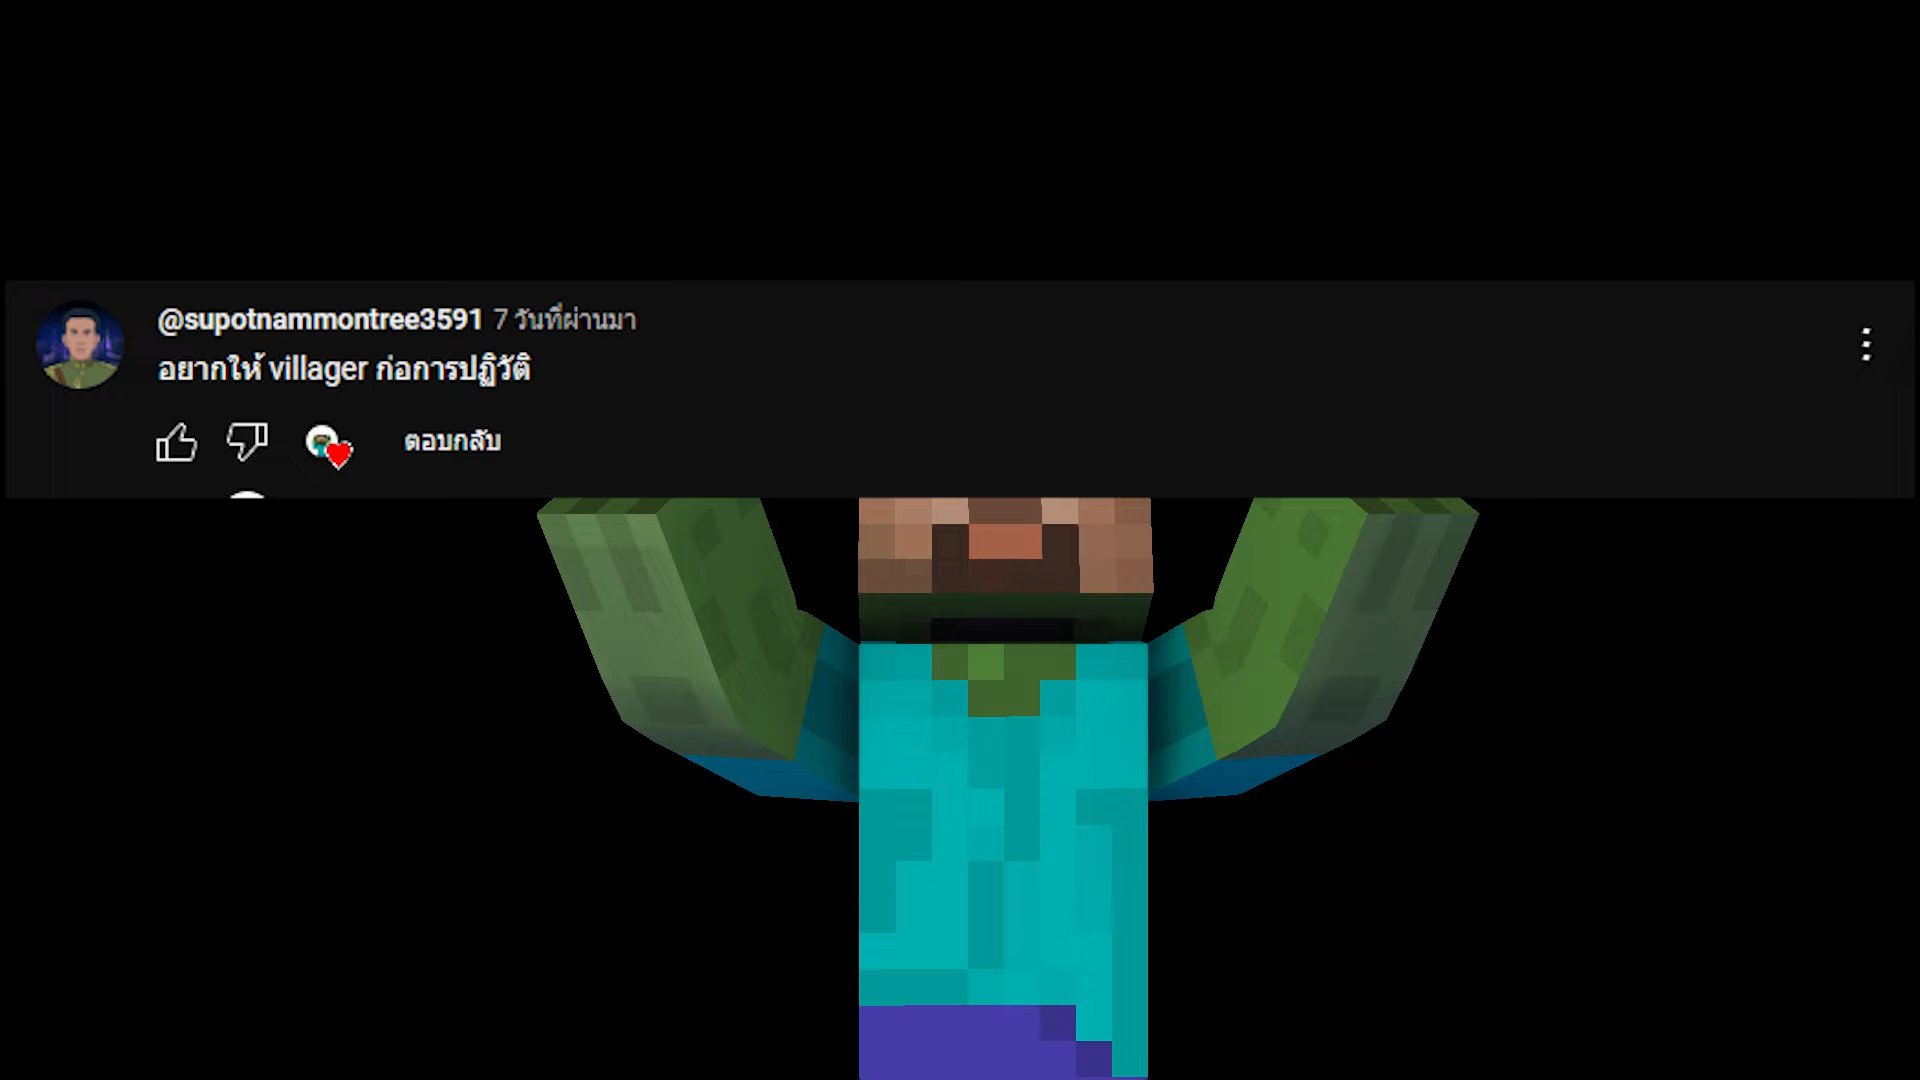 @supotnammontree3591 7 วันที่ผ่านมา
อยากให้ villager ก่อการปฏิวัติ
ตอบกลับ